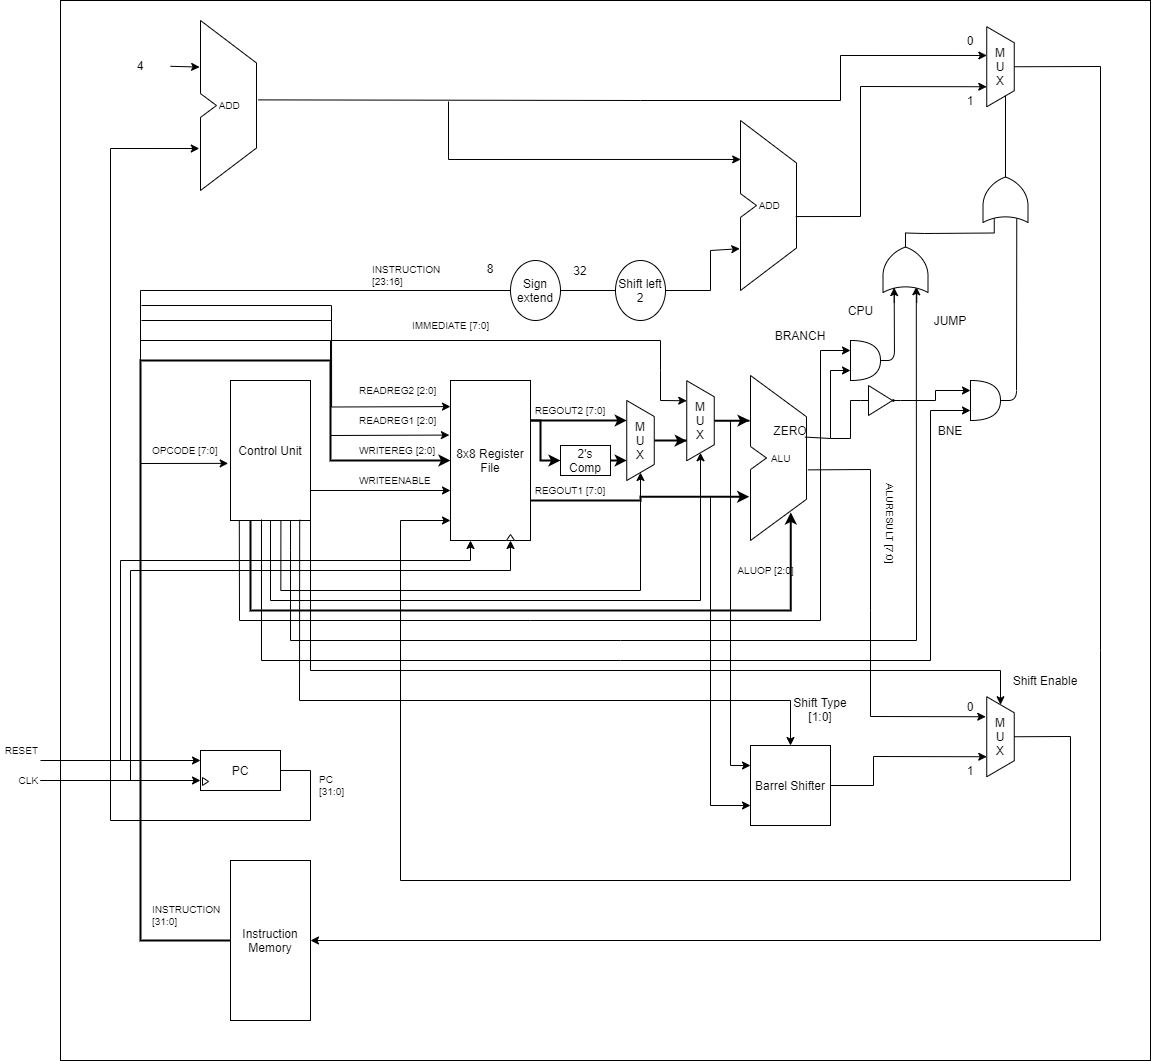 0
M
U
X
1
4
ADD
ADD
INSTRUCTION
[23:16]
8
Sign
extend
32
Shift left
2
CPU
JUMP
IMMEDIATE [7:0]
BRANCH
READREG2 [2:0]
READREG1 [2:0]
WRITEREG [2:0]
WRITEENABLE
OPCODE [7:0]
Control Unit
8x8 Register
File
REGOUT2 [7:0]
2's
Comp
REGOUT1 [7:0]
M
U
X
M
U
X
ZERO
ALU
BNE
ALURESULT [7:0]
ALUOP [2:0]
Shift Enable
Shift Type
[1:0]
0
M
U
X
1
Barrel Shifter
RESET
CLK
PC
PC
[31:0]
INSTRUCTION
[31:0]
Instruction
Memory